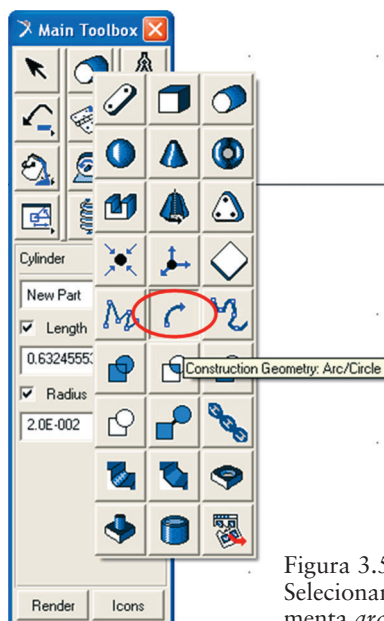 Main Toolbox
Cylinder
New Part
Length
0.6324555
Radius
2.0E-002
Construction Geometry: Arc/Circle
Render
Icons
Figura 3.5
Selecionar
menta arc